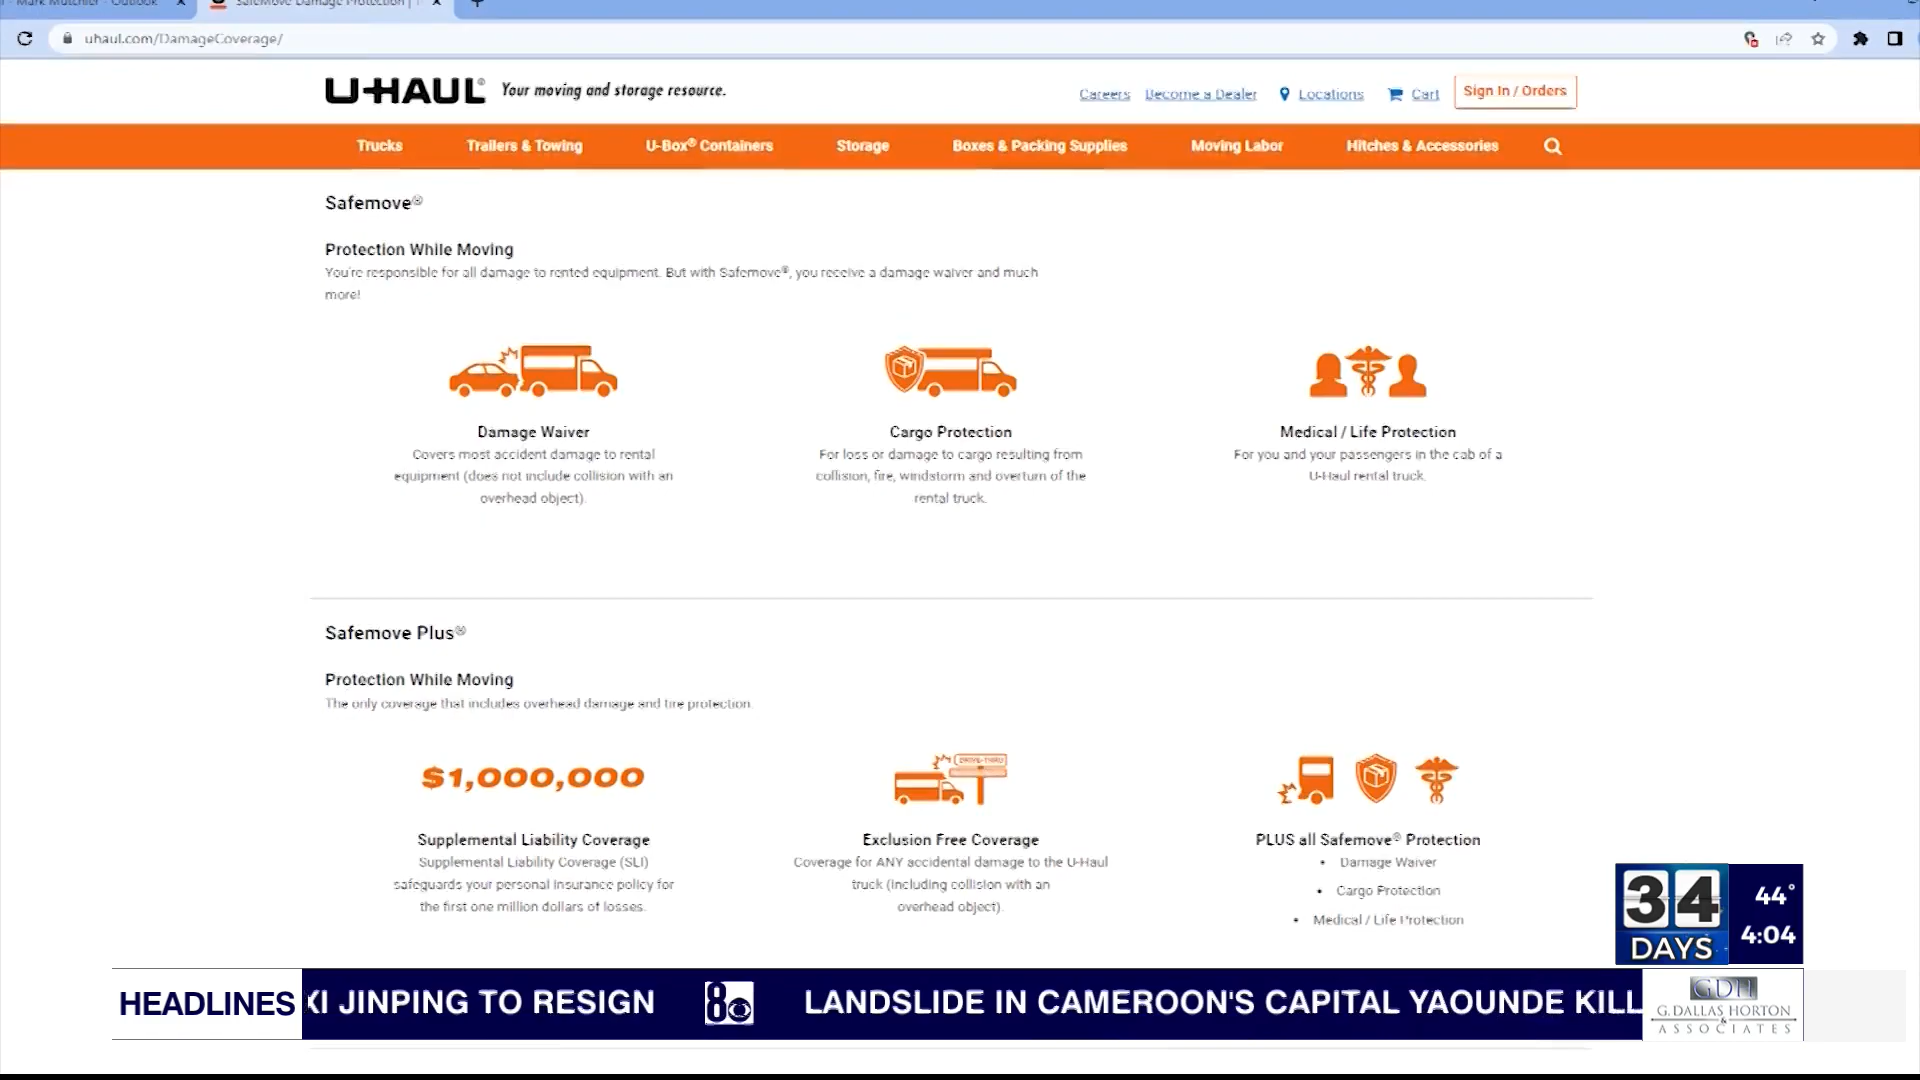 Mark Mutchler - Outlook
SafeMove Damage Protection |
uhaul.com/DamageCoverage/
U-HAUL® Your moving and storage resource.
Careers Become a Dealer Locations Cart Sign In / Orders
Trucks Trailers & Towing U-Box® Containers Storage Boxes & Packing Supplies Moving Labor Hitches & Accessories
Safemove®
Protection While Moving
You're responsible for all damage to rented equipment. But with Safemove®, you receive a damage waiver and much
more!
Damage Waiver
Covers most accident damage to rental
equipment (does not include collision with an
overhead object).
Cargo Protection
For loss or damage to cargo resulting from
collision, fire, windstorm and overturn of the
rental truck.
Medical / Life Protection
For you and your passengers in the cab of a
U-Haul rental truck.
Safemove Plus®
Protection While Moving
The only coverage that includes overhead damage and tire protection.
$1,000,000
Supplemental Liability Coverage
Supplemental Liability Coverage (SLI)
safeguards your personal insurance policy for
the first one million dollars of losses.
DRIVE-THRU
Exclusion Free Coverage
Coverage for ANY accidental damage to the U-Haul
truck (including collision with an
overhead object).
PLUS all Safemove® Protection
• Damage Waiver
• Cargo Protection
• Medical / Life Protection
34
DAYS
44°
4:04
HEADLINES XI JINPING TO RESIGN 8 LANDSLIDE IN CAMEROON'S CAPITAL YAOUNDE KILL
GDH
G. DALLAS HORTON
&
ASSOCIATES